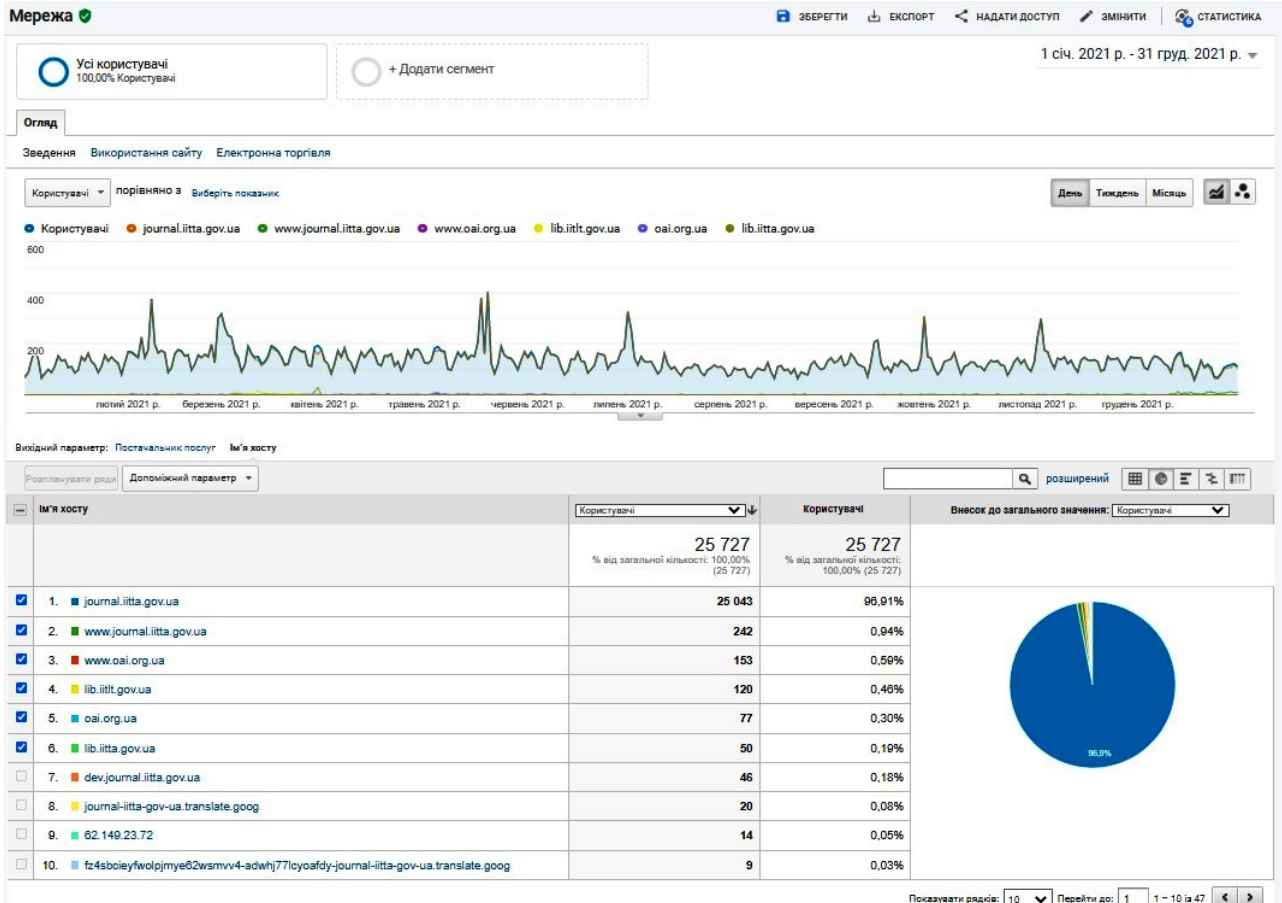 Мережа
ЗБЕРЕГТИ ЕКСПОРТ НАДАТИ ДОСТУП ЗМІНИТИ 6 СТАТИСТИКА
Усі користувачі
100,00% Користувачі
+ Додати сегмент
1 січ. 2021 р. - 31 груд. 2021 р.
Огляд
Зведення Використання сайту Електронна торгівля
Користувачі порівняно з Виберіть показник
День Тиждень Місяць
Користувачі journal.iitta.gov.ua www.journal.iitta.gov.ua www.oai.org.ua lib.iitlt.gov.ua oai.org.ua lib.iitta.gov.ua
600
400
200
лютий 2021 р. березень 2021 р. квітень 2021 р. травень 2021 р. червень 2021 р. липень 2021 р. серпень 2021 р. вересень 2021 р. жовтень 2021 р. листопад 2021 р. грудень 2021 р.
Вихідний параметр: Постачальник послуг Ім'я хосту
Розпланувати ряди Допоміжний параметр
розширений
Ім'я хосту Користувачі Користувачі Внесок до загального значення: Користувачі
25 727 25 727
% від загальної кількості: 100,00% (25 727) % від загальної кількості: 100,00% (25 727)
1. journal.iitta.gov.ua 25 043 96,91%
2. www.journal.iitta.gov.ua 242 0,94%
3. www.oai.org.ua 153 0,59%
4. lib.iitlt.gov.ua 120 0,46%
5. oai.org.ua 77 0,30%
6. lib.iitta.gov.ua 50 0,19%
96,9%
7. dev.journal.iitta.gov.ua 46 0,18%
8. journal-iitta-gov-ua.translate.goog 20 0,08%
9. 62.149.23.72 14 0,05%
10. fz4sbcieyfwolpjmye62wsmvv4-adwhj77lcyoafdy-journal-iitta-gov-ua.translate.goog 9 0,03%
Показувати рядків: 10 Перейти до: 1 1 – 10 із 47